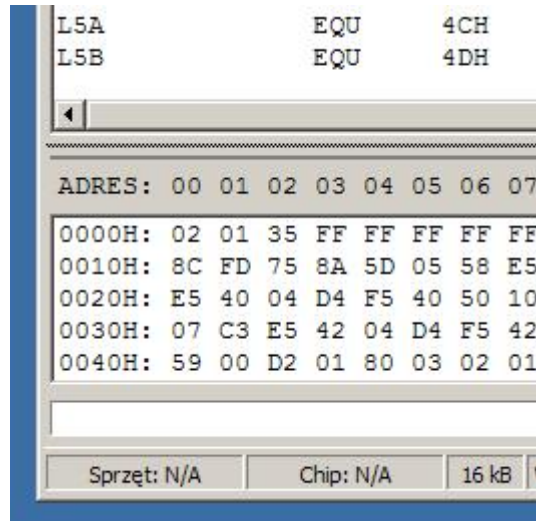 L5A EQU 4CH
L5B EQU 4DH
ADRES: 00 01 02 03 04 05 06 07
0000H: 02 01 35 FF FF FF FF FF
0010H: 8C FD 75 8A 5D 05 58 E5
0020H: E5 40 04 D4 F5 40 50 10
0030H: 07 C3 E5 42 04 D4 F5 42
0040H: 59 00 D2 01 80 03 02 01
Sprzęt: N/A Chip: N/A 16 kB